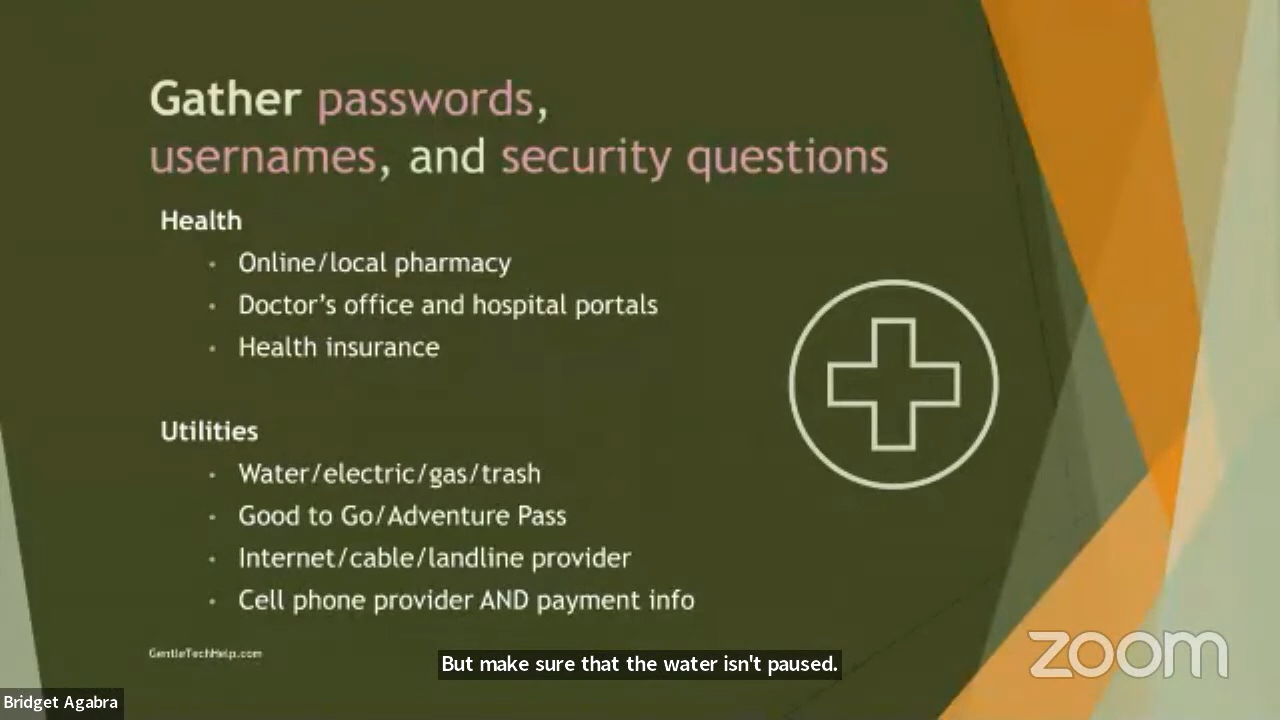 Gather passwords,
usernames, and security questions
Health
• Online/local pharmacy
• Doctor's office and hospital portals
• Health insurance
Utilities
• Water/electric/gas/trash
• Good to Go/Adventure Pass
• Internet/cable/landline provider
• Cell phone provider AND payment info
GentleTechHelp.com
But make sure that the water isn't paused.
zoom
Bridget Agabra